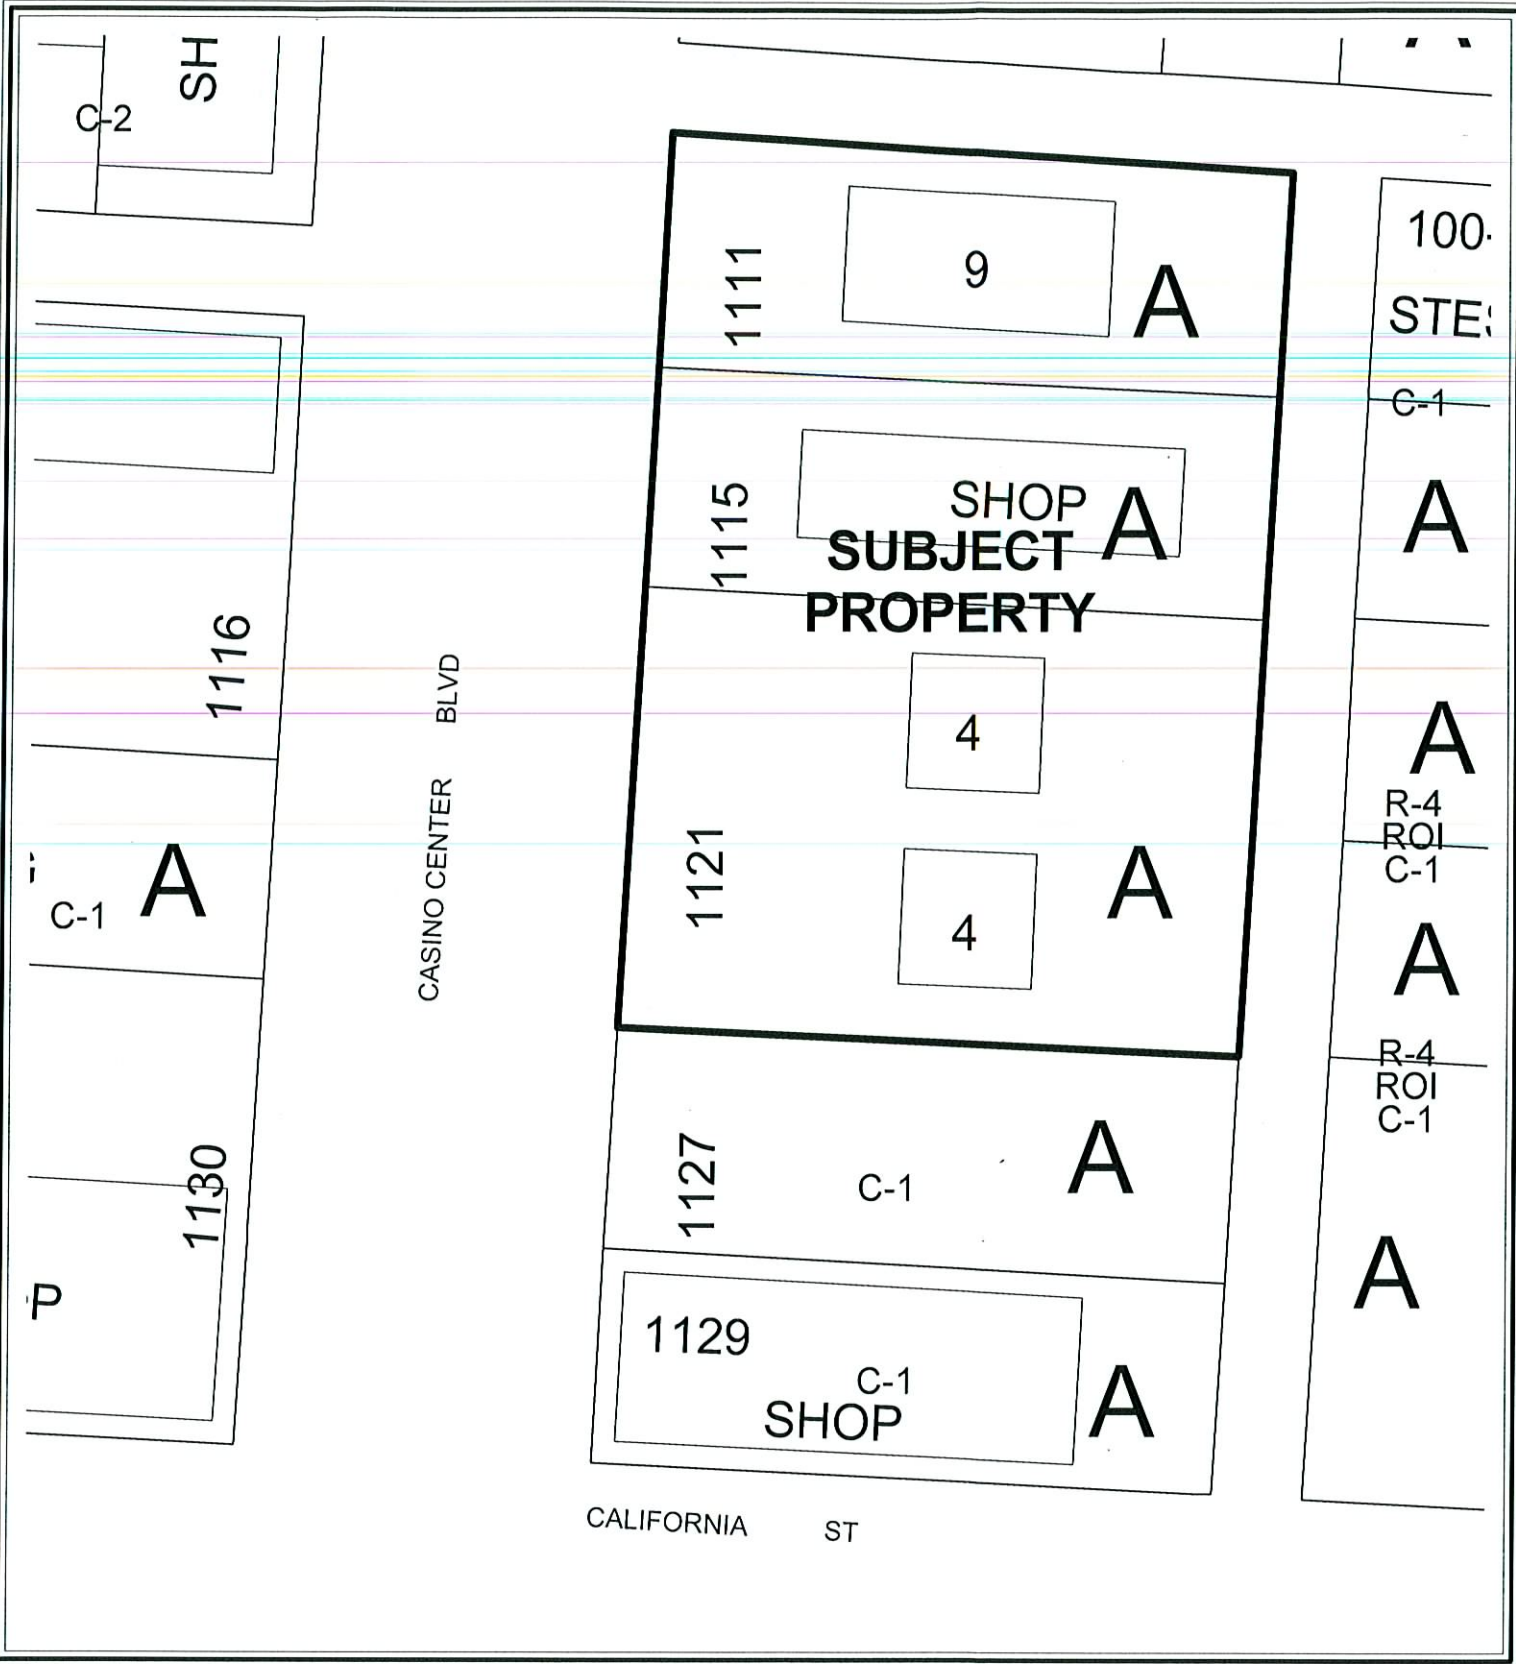 SH
C-2
1111
9
A
100
STE
C-1
1115
SHOP
A
SUBJECT
PROPERTY
A
1116
CASINO CENTER BLVD
4
A
R-4
ROI
C-1
C-1
A
1121
4
A
A
R-4
ROI
C-1
1127
C-1
A
1130
A
P
1129
C-1
SHOP
A
CALIFORNIA ST